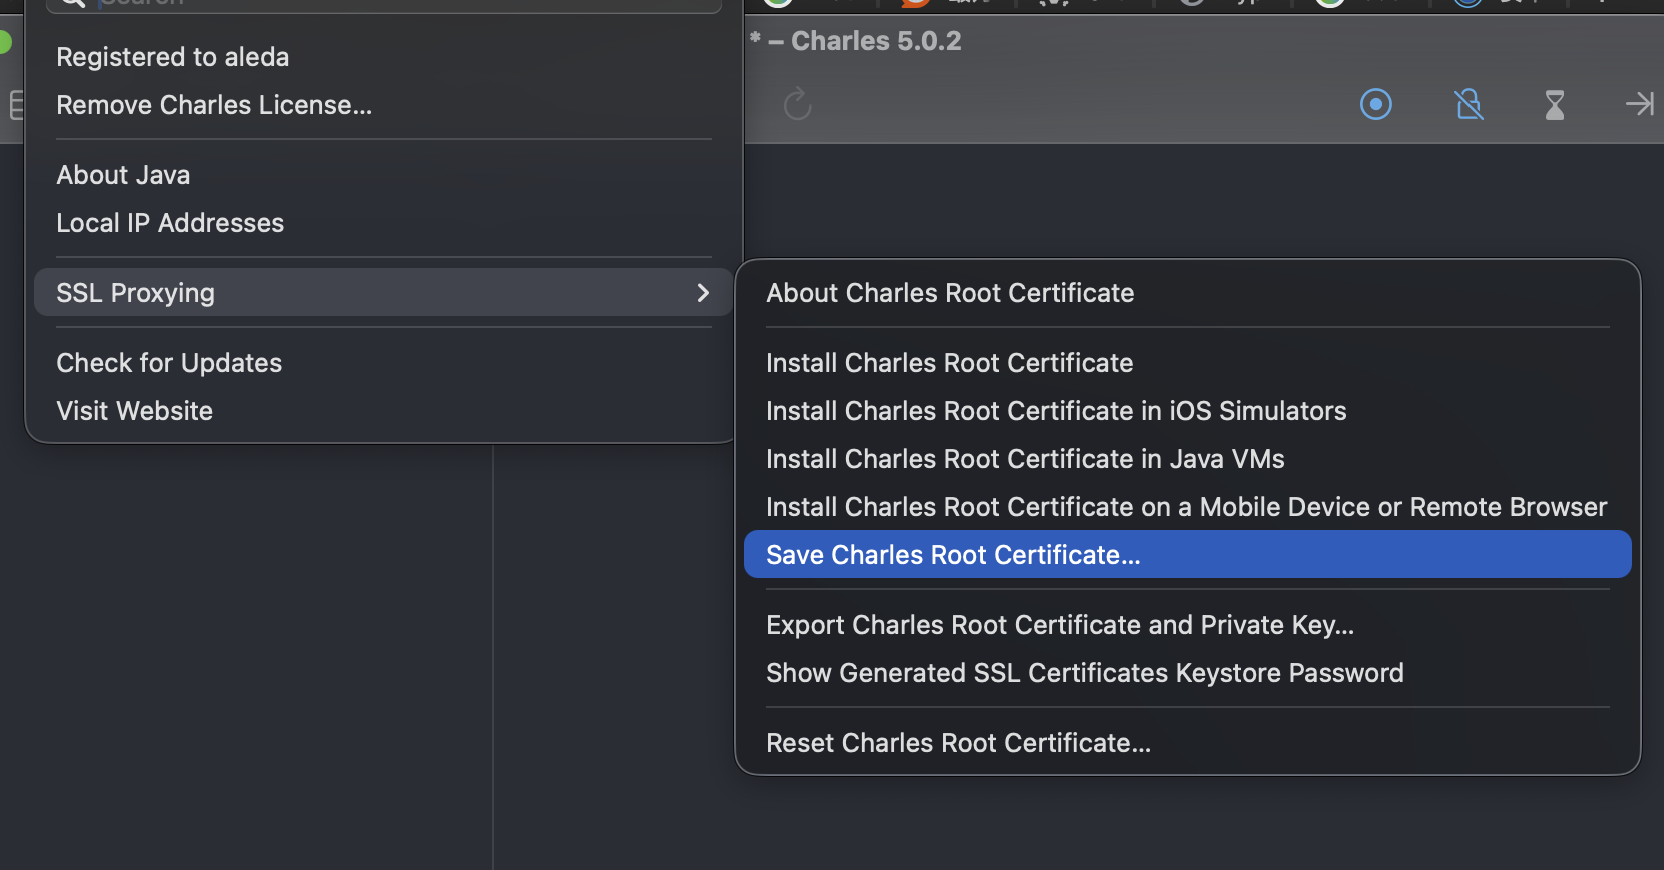 Search
* – Charles 5.0.2
Registered to aleda
Remove Charles License...
About Java
Local IP Addresses
SSL Proxying
Check for Updates
Visit Website
About Charles Root Certificate
Install Charles Root Certificate
Install Charles Root Certificate in iOS Simulators
Install Charles Root Certificate in Java VMs
Install Charles Root Certificate on a Mobile Device or Remote Browser
Save Charles Root Certificate...
Export Charles Root Certificate and Private Key...
Show Generated SSL Certificates Keystore Password
Reset Charles Root Certificate...